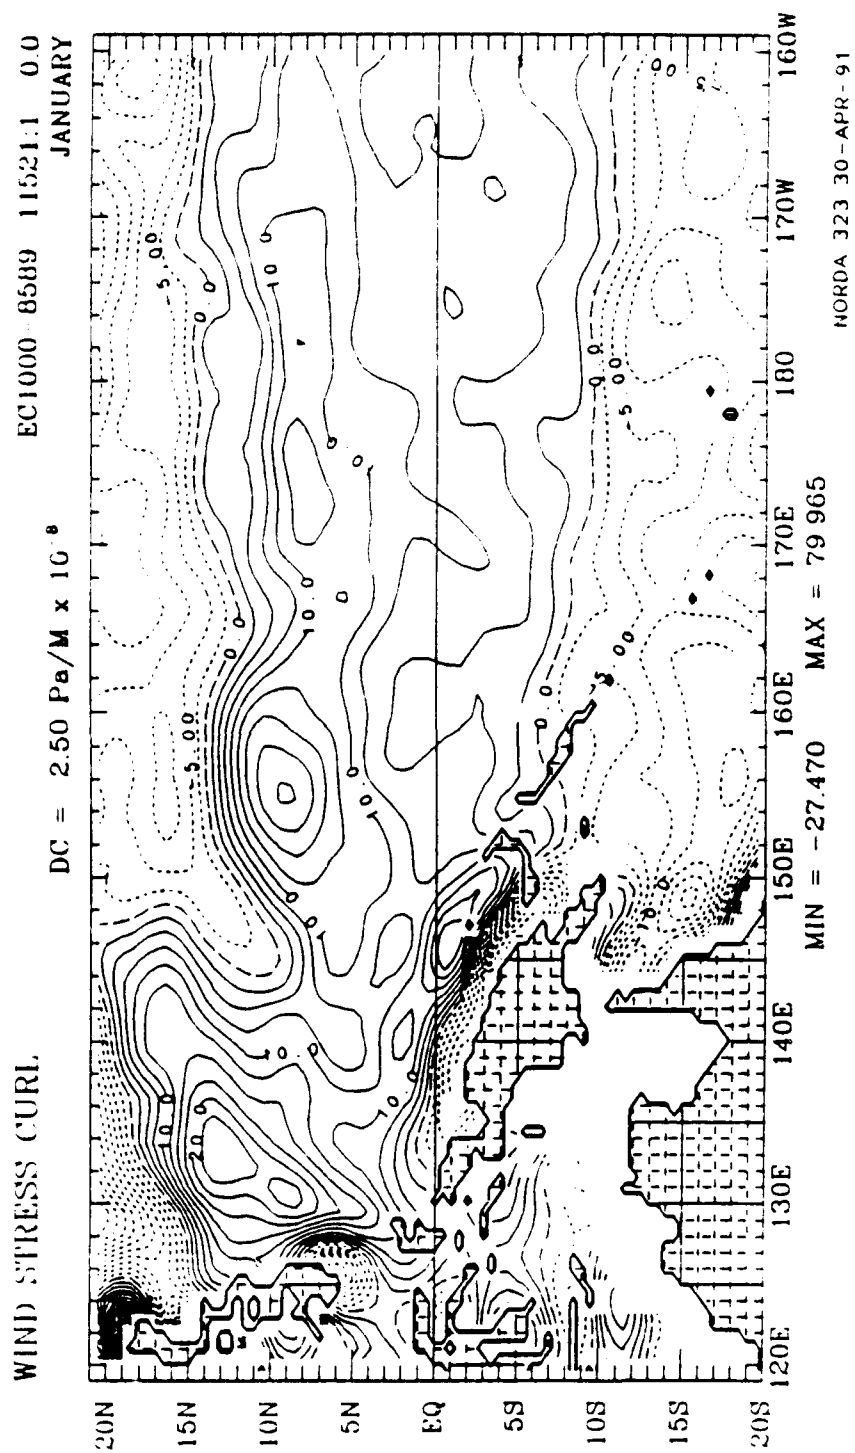 WIND STRESS CURL
EC1000 8589 11521:1 0.0
DC = 2.50 Pa/M x 10⁻⁸
JANUARY
20N
15N
10N
5N
EQ
5S
10S
15S
20S
120E 130E 140E 150E 160E 170E 180 170W 160W
MIN = -27.470 MAX = 79.965
NORDA 323 30-APR-91